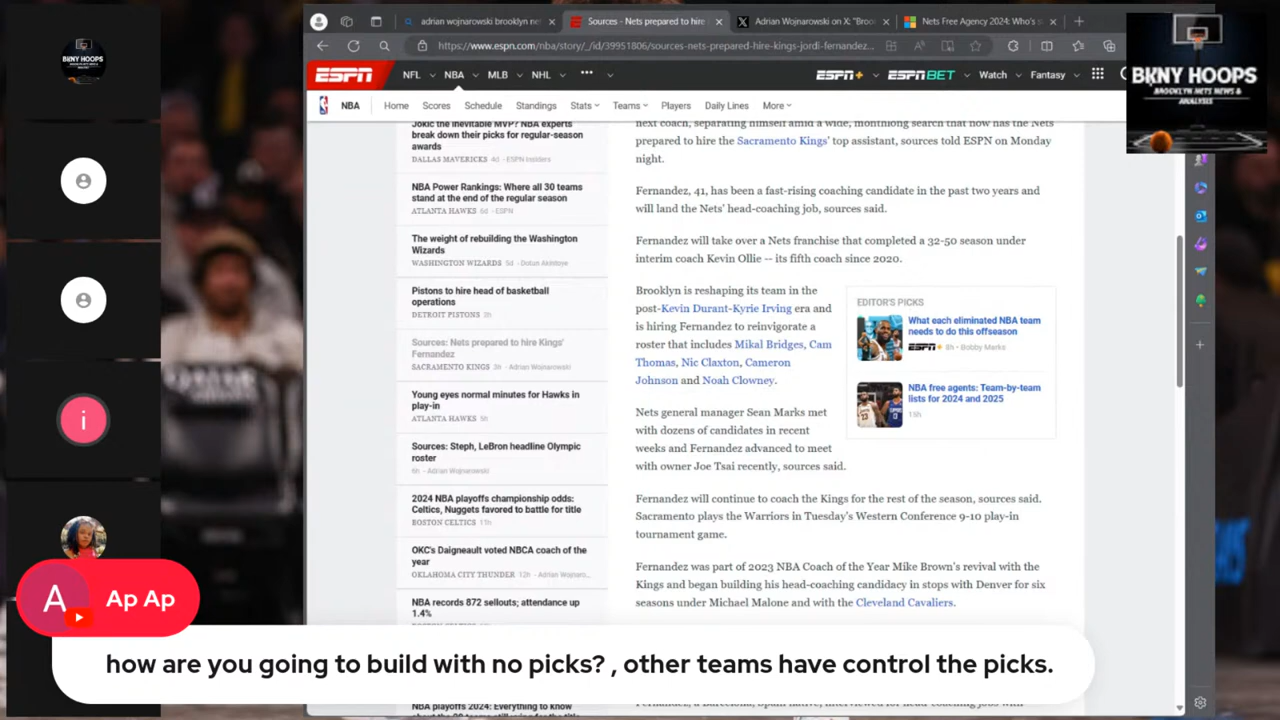 BKNY HOOPS
i
adrian wojnarowski brooklyn net
Sources - Nets prepared to hire
Adrian Wojnarowski on X: "Broo
Nets Free Agency 2024: Who's
https://www.espn.com/nba/story/_/id/39951806/sources-nets-prepared-hire-kings-jordi-fernandez...
ESPN NFL NBA MLB NHL ••• ESPN+ ESPN BET Watch Fantasy
NBA Home Scores Schedule Standings Stats Teams Players Daily Lines More
BKNY HOOPS
BROOKLYN NETS NEWS &
ANALYSIS
Jokic the inevitable MVP? NBA experts
break down their picks for regular-season
awards
DALLAS MAVERICKS 4d - ESPN Insiders
NBA Power Rankings: Where all 30 teams
stand at the end of the regular season
ATLANTA HAWKS 6d - ESPN
The weight of rebuilding the Washington
Wizards
WASHINGTON WIZARDS 5d
Pistons to hire head of basketball
operations
DETROIT PISTONS
Sources: Nets prepared to hire Kings'
Fernandez
SACRAMENTO KINGS 3h - Adrian Wojnarowski
Young eyes normal minutes for Hawks in
play-in
ATLANTA HAWKS
Sources: Steph, LeBron headline Olympic
roster
6h - Adrian Wojnarowski
2024 NBA playoffs championship odds:
Celtics, Nuggets favored to battle for title
BOSTON CELTICS 11h
OKC's Daigneault voted NBCA coach of the
year
OKLAHOMA CITY THUNDER 12h - Adrian Wojnaro...
NBA records 872 sellouts; attendance up
1.4%
NBA playoffs 2024: Everything to know
next coach, separating himself amid a wide, monthlong search that now has the Nets
prepared to hire the Sacramento Kings' top assistant, sources told ESPN on Monday
night.
Fernandez, 41, has been a fast-rising coaching candidate in the past two years and
will land the Nets' head-coaching job, sources said.
Fernandez will take over a Nets franchise that completed a 32-50 season under
interim coach Kevin Ollie -- its fifth coach since 2020.
Brooklyn is reshaping its team in the
post-Kevin Durant-Kyrie Irving era and
is hiring Fernandez to reinvigorate a
roster that includes Mikal Bridges, Cam
Thomas, Nic Claxton, Cameron
Johnson and Noah Clowney.
EDITOR'S PICKS
What each eliminated NBA team
needs to do this offseason
ESPN+ 8h • Bobby Marks
NBA free agents: Team-by-team
lists for 2024 and 2025
15h
Nets general manager Sean Marks met
with dozens of candidates in recent
weeks and Fernandez advanced to meet
with owner Joe Tsai recently, sources said.
Fernandez will continue to coach the Kings for the rest of the season, sources said.
Sacramento plays the Warriors in Tuesday's Western Conference 9-10 play-in
tournament game.
Fernandez was part of 2023 NBA Coach of the Year Mike Brown's revival with the
Kings and began building his head-coaching candidacy in stops with Denver for six
seasons under Michael Malone and with the Cleveland Cavaliers.
A Ap Ap
how are you going to build with no picks? , other teams have control the picks.